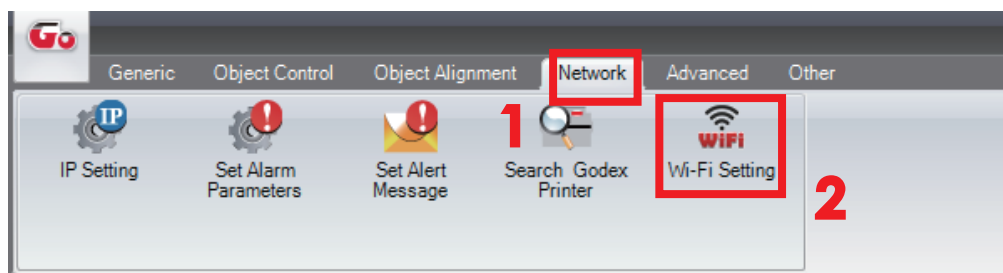 Go
Generic Object Control Object Alignment Network Advanced Other
IP
WiFi
1
IP Setting Set Alarm Parameters Set Alert Message Search Godex Printer Wi-Fi Setting
2